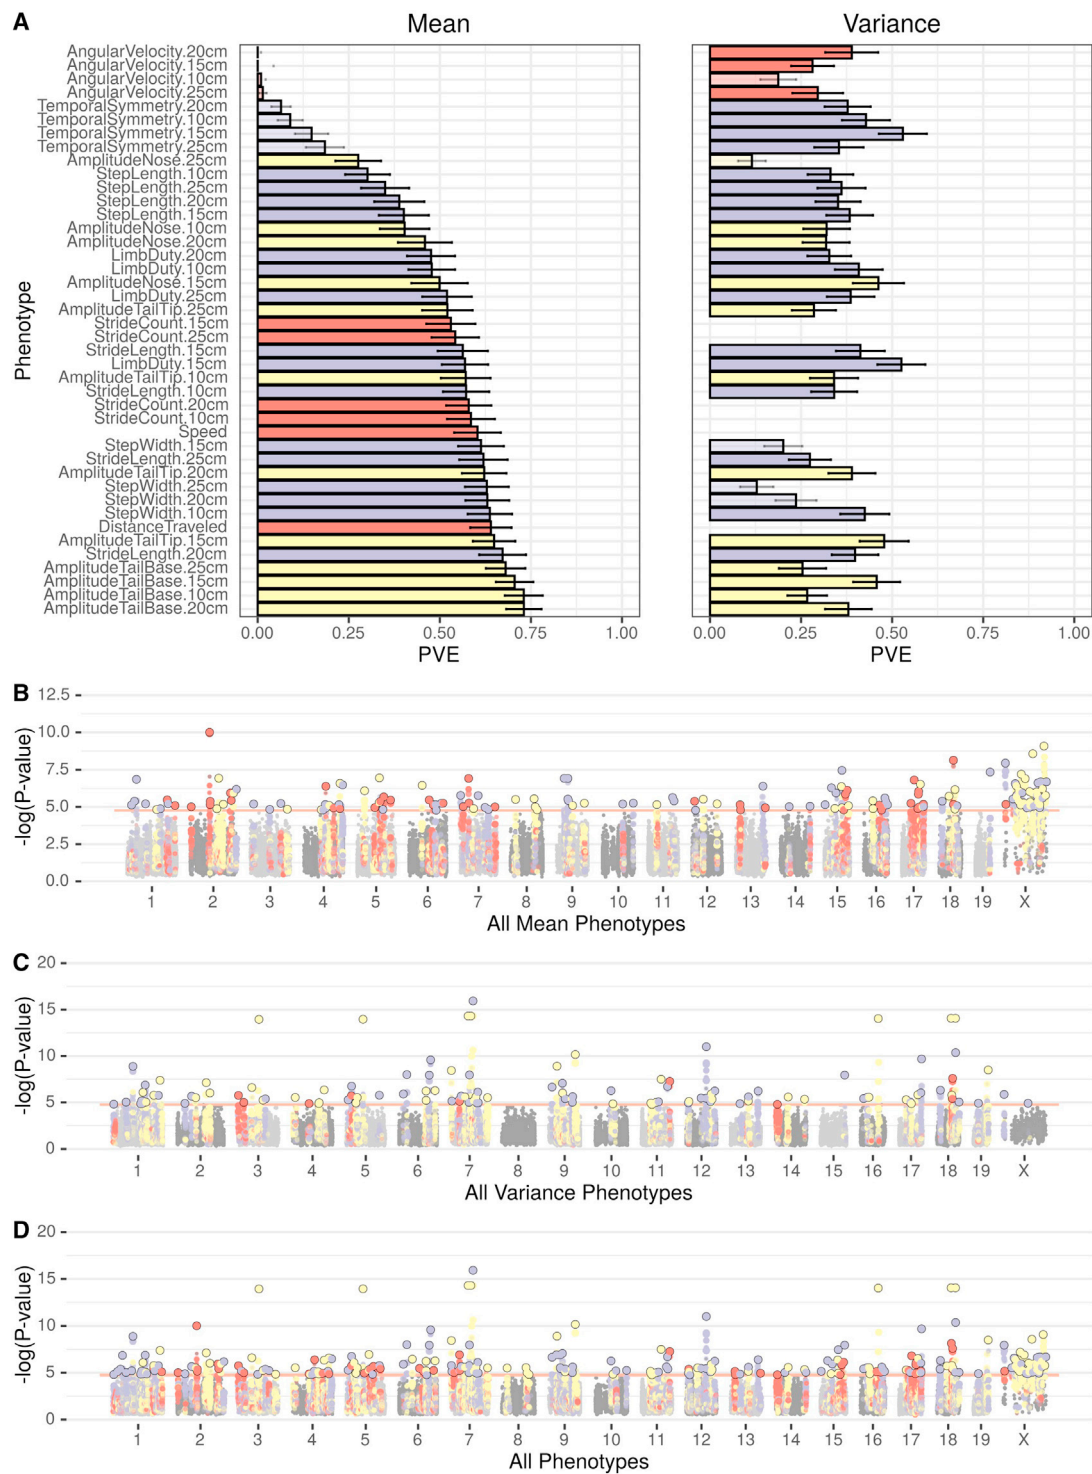 A
Mean
Variance
Phenotype
AngularVelocity.20cm
AngularVelocity.15cm
AngularVelocity.10cm
AngularVelocity.25cm
TemporalSymmetry.20cm
TemporalSymmetry.10cm
TemporalSymmetry.15cm
TemporalSymmetry.25cm
AmplitudeNose.25cm
StepLength.10cm
StepLength.25cm
StepLength.20cm
StepLength.15cm
AmplitudeNose.10cm
AmplitudeNose.20cm
LimbDuty.20cm
LimbDuty.10cm
AmplitudeNose.15cm
LimbDuty.25cm
AmplitudeTailTip.25cm
StrideCount.15cm
StrideCount.25cm
StrideLength.15cm
LimbDuty.15cm
AmplitudeTailTip.10cm
StrideLength.10cm
StrideCount.20cm
StrideCount.10cm
Speed
StepWidth.15cm
StrideLength.25cm
AmplitudeTailTip.20cm
StepWidth.25cm
StepWidth.20cm
StepWidth.10cm
DistanceTraveled
AmplitudeTailTip.15cm
StrideLength.20cm
AmplitudeTailBase.25cm
AmplitudeTailBase.15cm
AmplitudeTailBase.10cm
AmplitudeTailBase.20cm
0.00 0.25 0.50 0.75 1.00
0.00 0.25 0.50 0.75 1.00
PVE
PVE
B
-log(P-value)
12.5
10.0
7.5
5.0
2.5
0.0
1 2 3 4 5 6 7 8 9 10 11 12 13 14 15 16 17 18 19 X
All Mean Phenotypes
C
-log(P-value)
20
15
10
5
0
1 2 3 4 5 6 7 8 9 10 11 12 13 14 15 16 17 18 19 X
All Variance Phenotypes
D
-log(P-value)
20
15
10
5
0
1 2 3 4 5 6 7 8 9 10 11 12 13 14 15 16 17 18 19 X
All Phenotypes